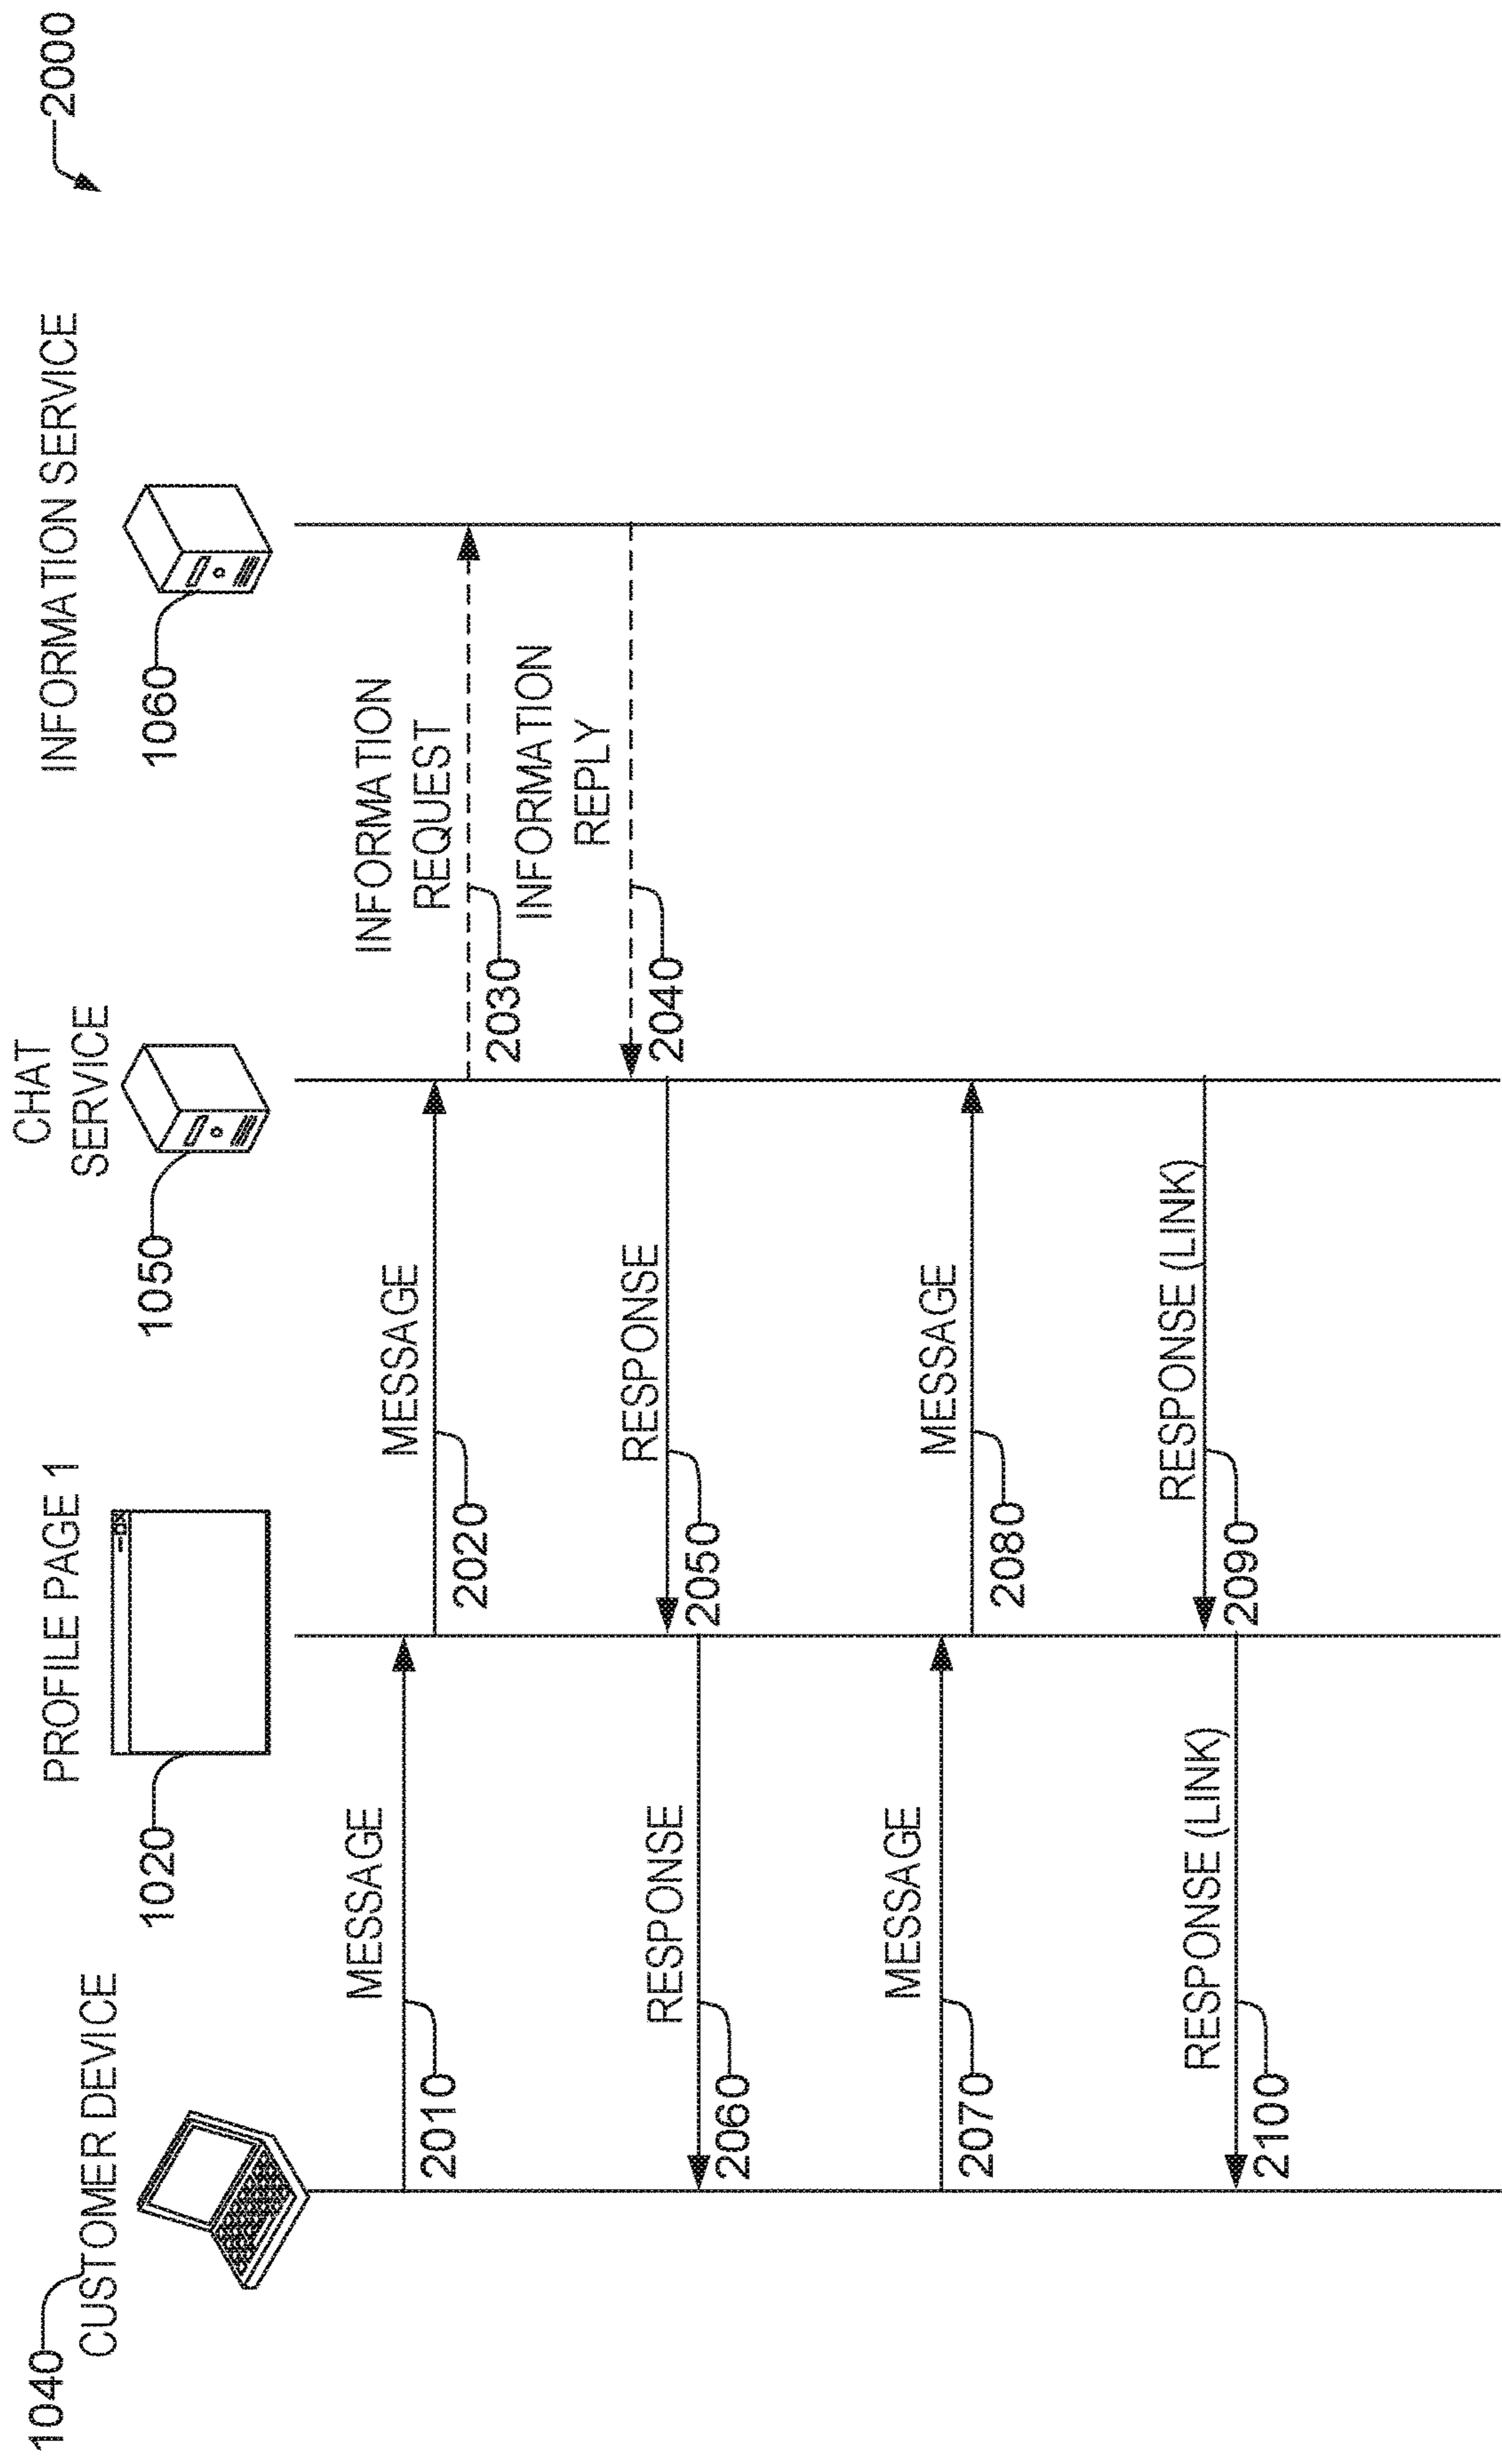 2000
1040
CUSTOMER DEVICE
PROFILE PAGE 1
1020
CHAT
SERVICE
1050
INFORMATION SERVICE
1060
MESSAGE
2010
MESSAGE
2020
INFORMATION
REQUEST
2030
INFORMATION
REPLY
2040
RESPONSE
2050
RESPONSE
2060
MESSAGE
2070
MESSAGE
2080
RESPONSE (LINK)
2090
RESPONSE (LINK)
2100